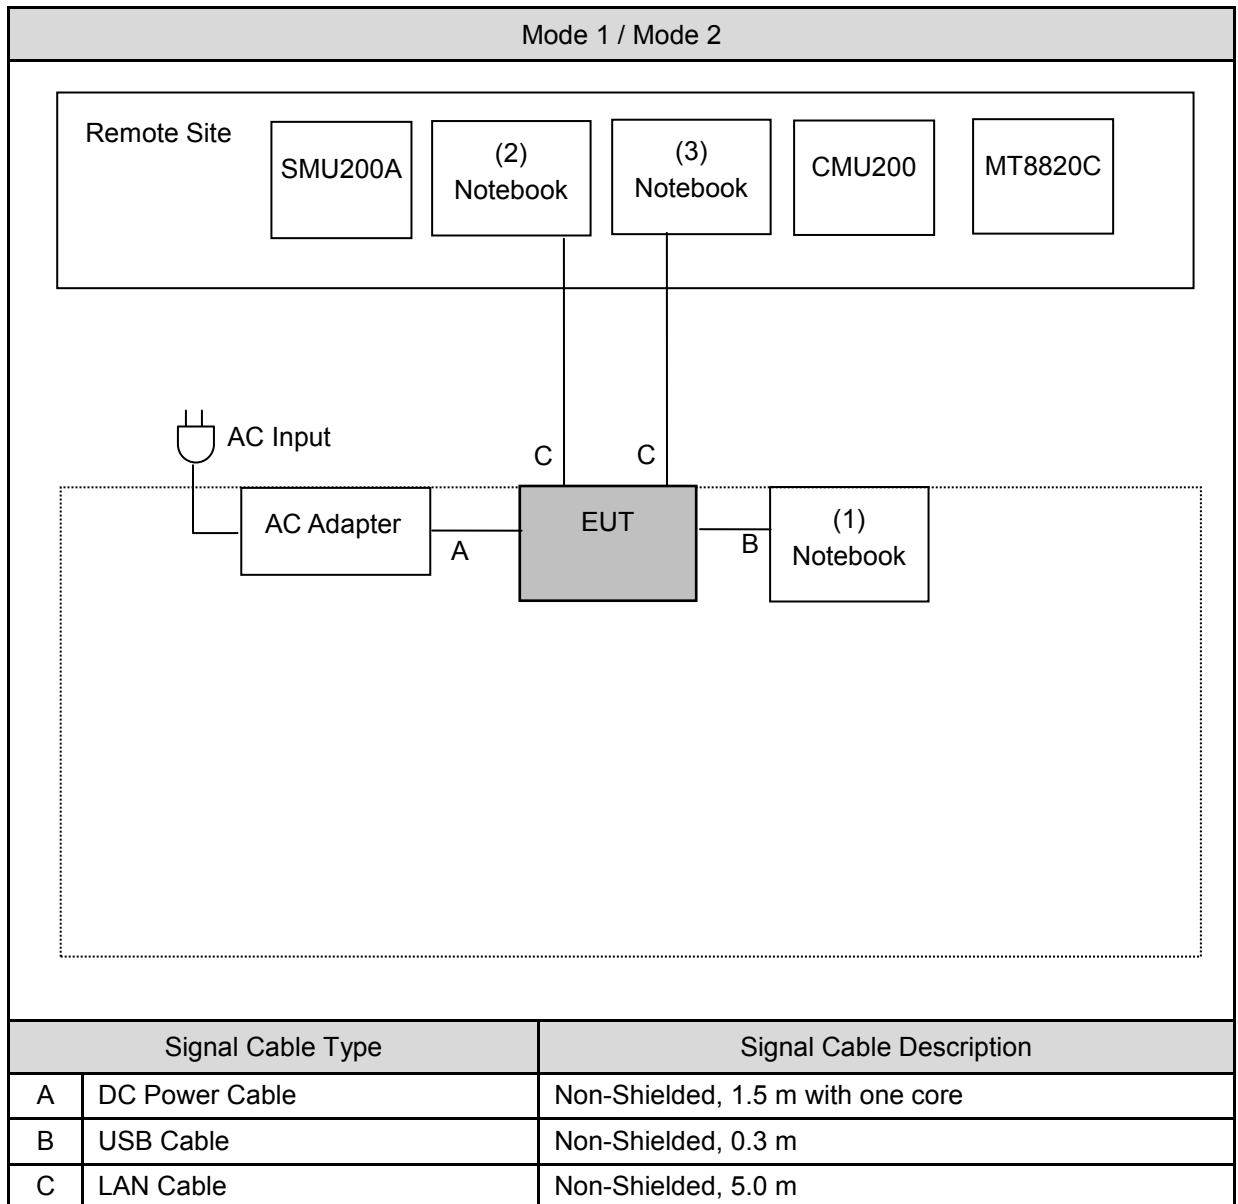 Mode 1 / Mode 2
Remote Site
SMU200A
(2)
Notebook
(3)
Notebook
CMU200
MT8820C
AC Input
C
C
AC Adapter
A
EUT
B
(1)
Notebook
Signal Cable Type
Signal Cable Description
A
DC Power Cable
Non-Shielded, 1.5 m with one core
B
USB Cable
Non-Shielded, 0.3 m
C
LAN Cable
Non-Shielded, 5.0 m